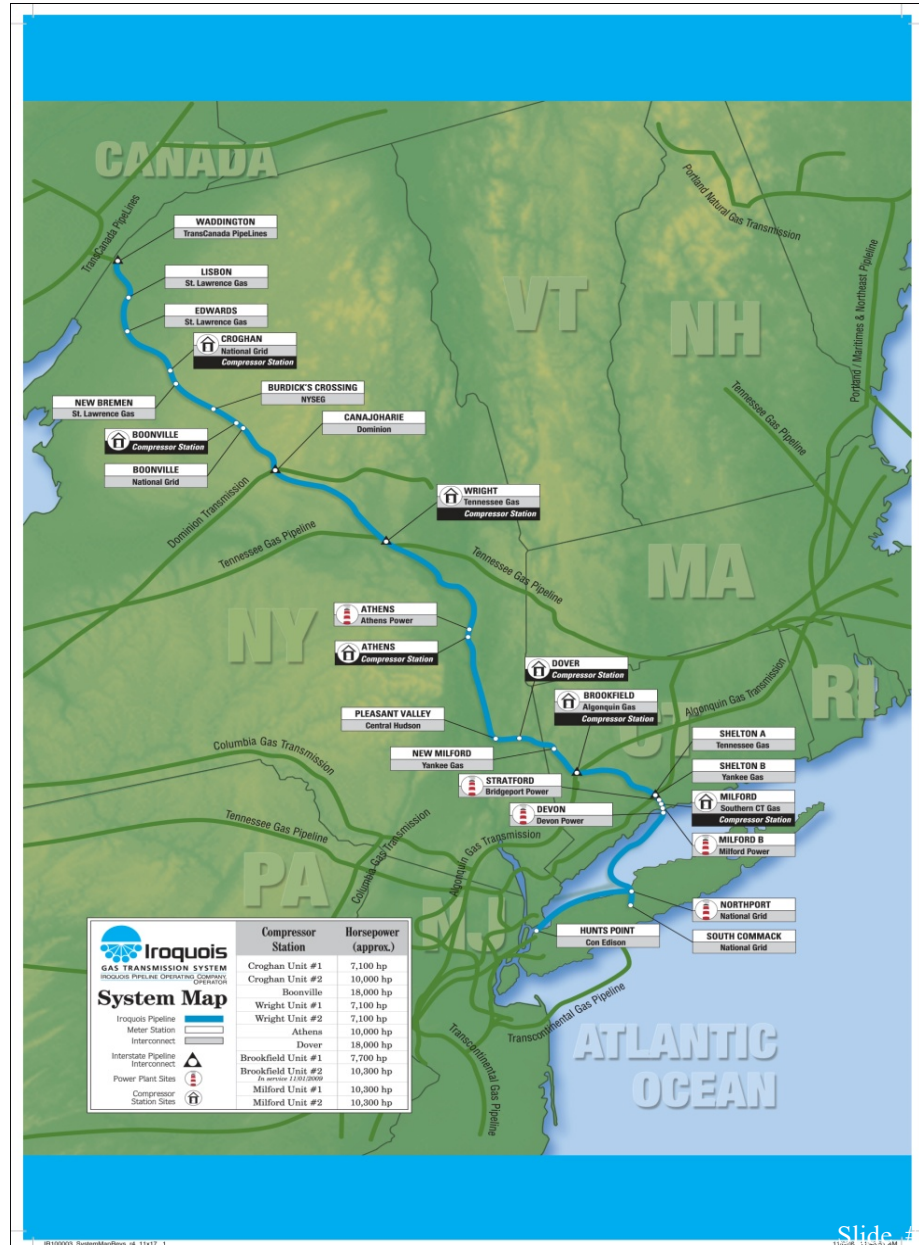 CANADA
TransCanada PipeLines
WADDINGTON
TransCanada PipeLines
LISBON
St. Lawrence Gas
EDWARDS
St. Lawrence Gas
CROGHAN
National Grid
Compressor Station
NEW BREMEN
St. Lawrence Gas
BURDICK'S CROSSING
NYSEG
BOONVILLE
Compressor Station
BOONVILLE
National Grid
CANAJOHARIE
Dominion
WRIGHT
Tennessee Gas
Compressor Station
VT
NH
Portland Natural Gas Transmission
Portland / Maritimes & Northeast Pipleline
Tennessee Gas Pipeline
Dominion Transmission
Tennessee Gas Pipeline
Tennessee Gas Pipeline
MA
NY
ATHENS
Athens Power
ATHENS
Compressor Station
DOVER
Compressor Station
BROOKFIELD
Algonquin Gas
Compressor Station
RI
CT
Algonquin Gas Transmission
PLEASANT VALLEY
Central Hudson
NEW MILFORD
Yankee Gas
STRATFORD
Bridgeport Power
DEVON
Devon Power
SHELTON A
Tennessee Gas
SHELTON B
Yankee Gas
MILFORD
Southern CT Gas
Compressor Station
MILFORD B
Milford Power
NORTHPORT
National Grid
SOUTH COMMACK
National Grid
HUNTS POINT
Con Edison
Columbia Gas Transmission
Tennessee Gas Pipeline
Columbia Gas Transmission
Algonquin Gas Transmission
PA
NJ
Transcontinental Gas Pipeline
Transcontinental Gas Pipeline
ATLANTIC
OCEAN
Iroquois
GAS TRANSMISSION SYSTEM
IROQUOIS PIPELINE OPERATING COMPANY,
OPERATOR
System Map
Iroquois Pipeline
Meter Station
Interconnect
Interstate Pipeline
Interconnect
Power Plant Sites
Compressor
Station Sites
Compressor Station Horsepower (approx.)
Croghan Unit #1 7,100 hp
Croghan Unit #2 10,000 hp
Boonville 18,000 hp
Wright Unit #1 7,100 hp
Wright Unit #2 7,100 hp
Athens 10,000 hp
Dover 18,000 hp
Brookfield Unit #1 7,700 hp
Brookfield Unit #2 10,300 hp
In service 11/01/2009
Milford Unit #1 10,300 hp
Milford Unit #2 10,300 hp
Slide #